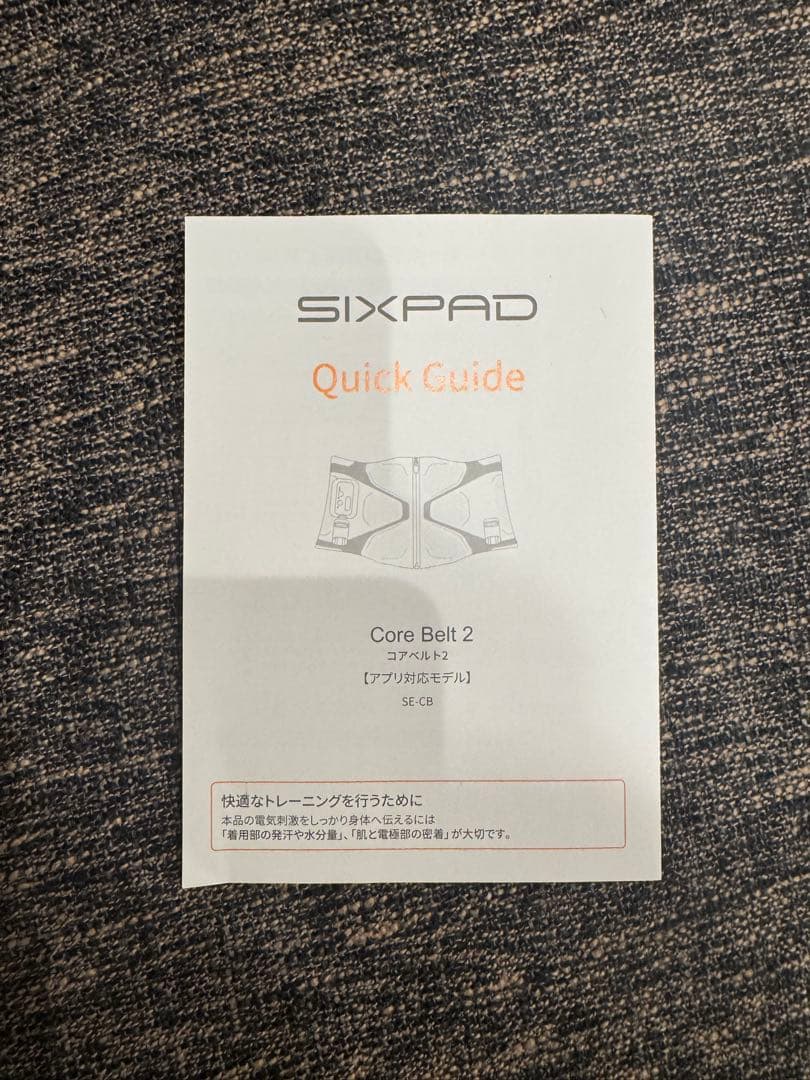 SIXPAD
Quick Guide
Core Belt 2
コアベルト2
【アプリ対応モデル】
SE-CB
快適なトレーニングを行うために
本品の電気刺激をしっかり身体へ伝えるには
「着用部の発汗や水分量」、「肌と電極部の密着」が大切です。